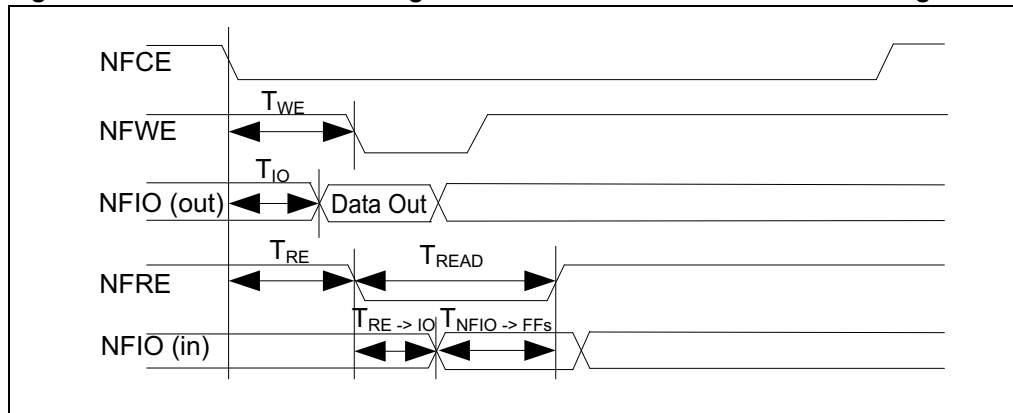 NFCE
T_WE
NFWE
T_IO
NFIO (out) Data Out
T_RE T_READ
NFRE
T_RE -> IO T_NFIO -> FFs
NFIO (in)